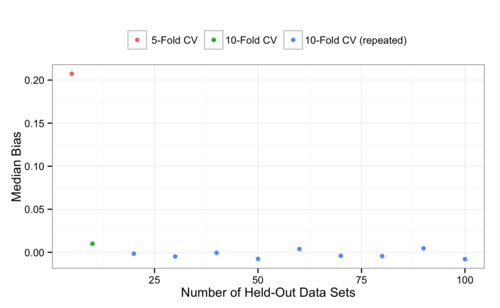 5-Fold CV 10-Fold CV 10-Fold CV (repeated)
0.20
0.15
0.10
0.05
0.00
Median Bias
25 50 75 100
Number of Held-Out Data Sets